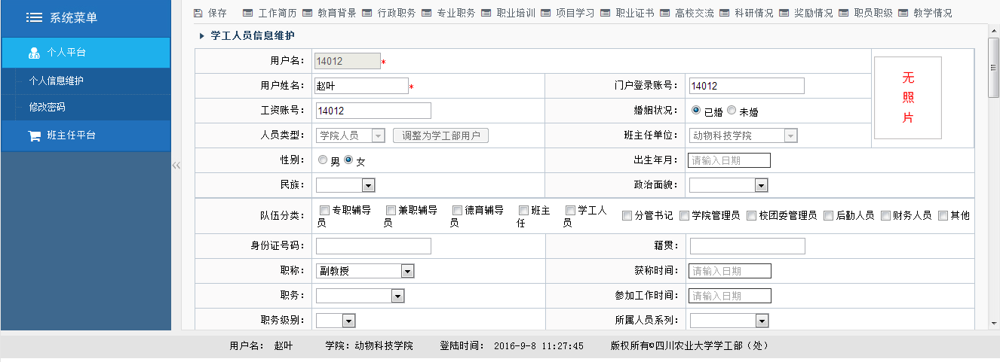 系统菜单
个人平台
个人信息维护
修改密码
班主任平台
保存 工作简历 教育背景 行政职务 专业职务 职业培训 项目学习 职业证书 高校交流 科研情况 奖励情况 职员职级 教学情况
学工人员信息维护
用户名： 14012 *
用户姓名： 赵叶 * 门户登录账号： 14012
工资账号： 14012 婚姻状况： 已婚 未婚
人员类型： 学院人员 调整为学工部用户 班主任单位： 动物科技学院
性别： 男 女 出生年月： 请输入日期
民族： 政治面貌：
无
照
片
队伍分类： 专职辅导员 兼职辅导员 德育辅导员 班主任 学工人员 分管书记 学院管理员 校团委管理员 后勤人员 财务人员 其他
身份证号码： 籍贯：
职称： 副教授 获称时间： 请输入日期
职务： 参加工作时间： 请输入日期
职务级别： 所属人员系列：
用户名： 赵叶 学院：动物科技学院 登陆时间： 2016-9-8 11:27:45 版权所有©四川农业大学学工部（处）